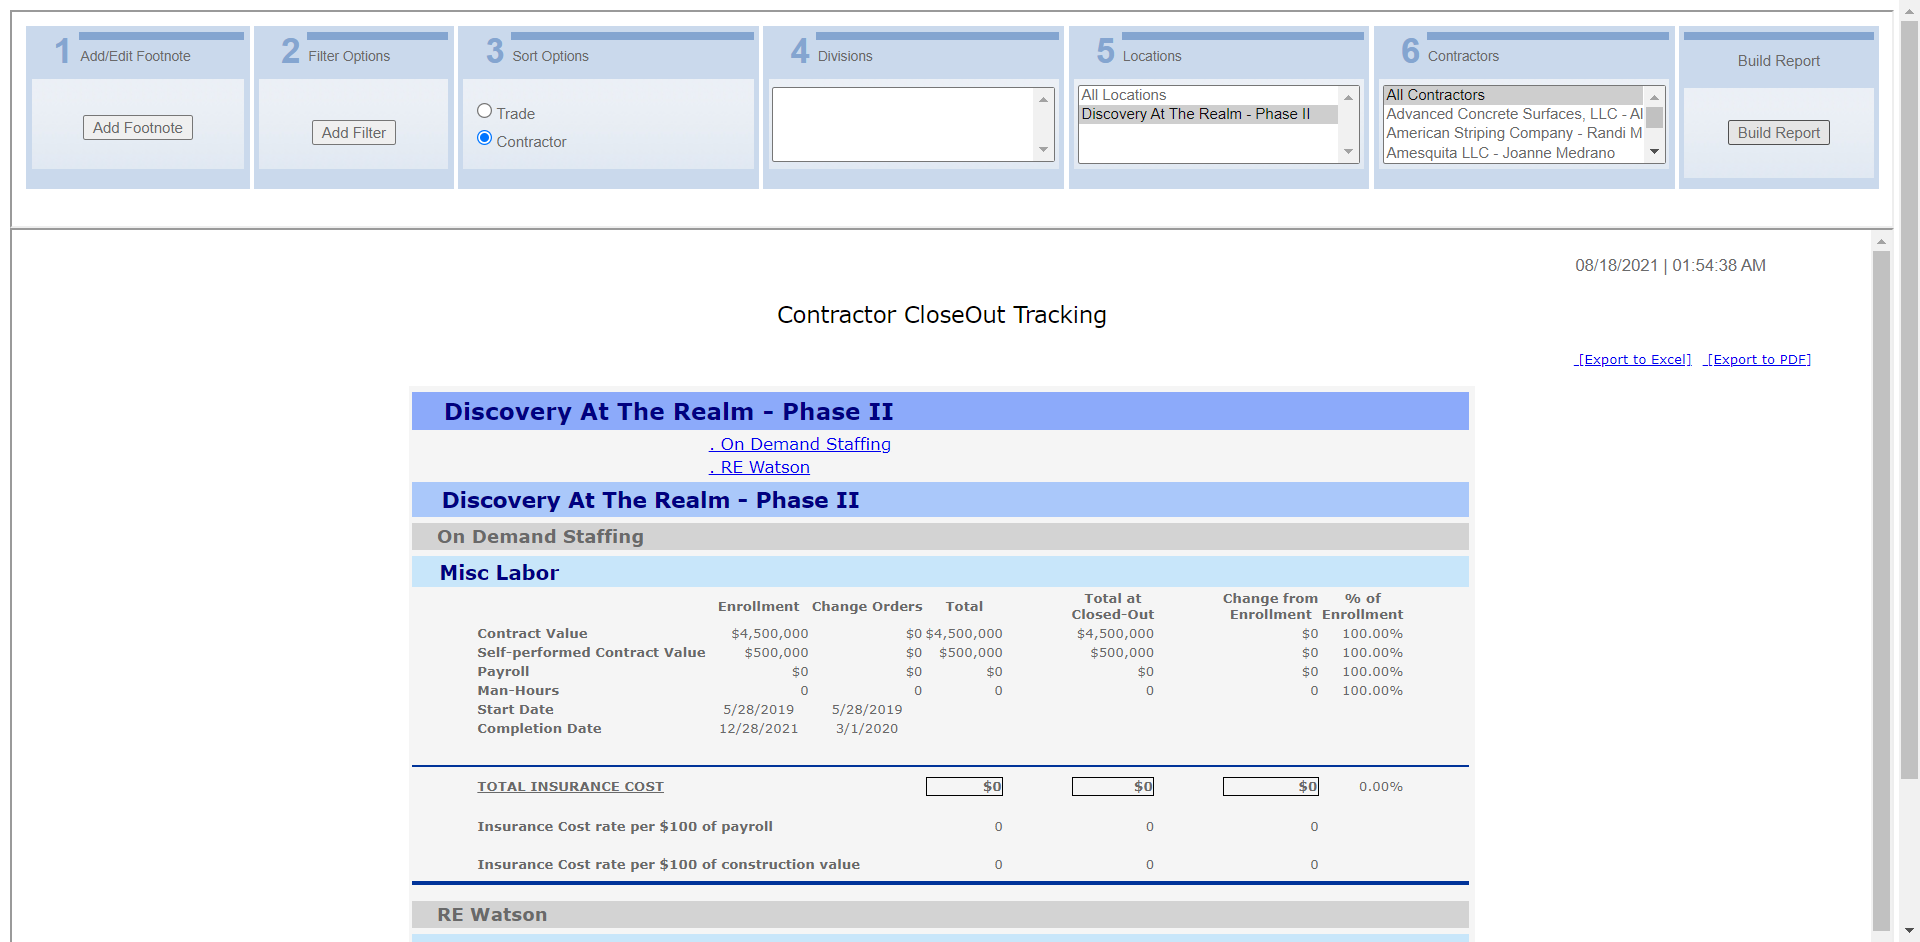 1 Add/Edit Footnote
Add Footnote
2 Filter Options
Add Filter
3 Sort Options
Trade
Contractor
4 Divisions
5 Locations
All Locations
Discovery At The Realm - Phase II
6 Contractors
All Contractors
Advanced Concrete Surfaces, LLC - Al
American Striping Company - Randi M
Amesquita LLC - Joanne Medrano
Build Report
Build Report
08/18/2021 | 01:54:38 AM
Contractor CloseOut Tracking
[Export to Excel] [Export to PDF]
Discovery At The Realm - Phase II
. On Demand Staffing
. RE Watson
Discovery At The Realm - Phase II
On Demand Staffing
Misc Labor
Enrollment Change Orders Total Total at Closed-Out Change from Enrollment % of Enrollment
Contract Value $4,500,000 $0 $4,500,000 $4,500,000 $0 100.00%
Self-performed Contract Value $500,000 $0 $500,000 $500,000 $0 100.00%
Payroll $0 $0 $0 $0 $0 100.00%
Man-Hours 0 0 0 0 0 100.00%
Start Date 5/28/2019 5/28/2019
Completion Date 12/28/2021 3/1/2020
TOTAL INSURANCE COST $0 $0 $0 0.00%
Insurance Cost rate per $100 of payroll 0 0 0
Insurance Cost rate per $100 of construction value 0 0 0
RE Watson